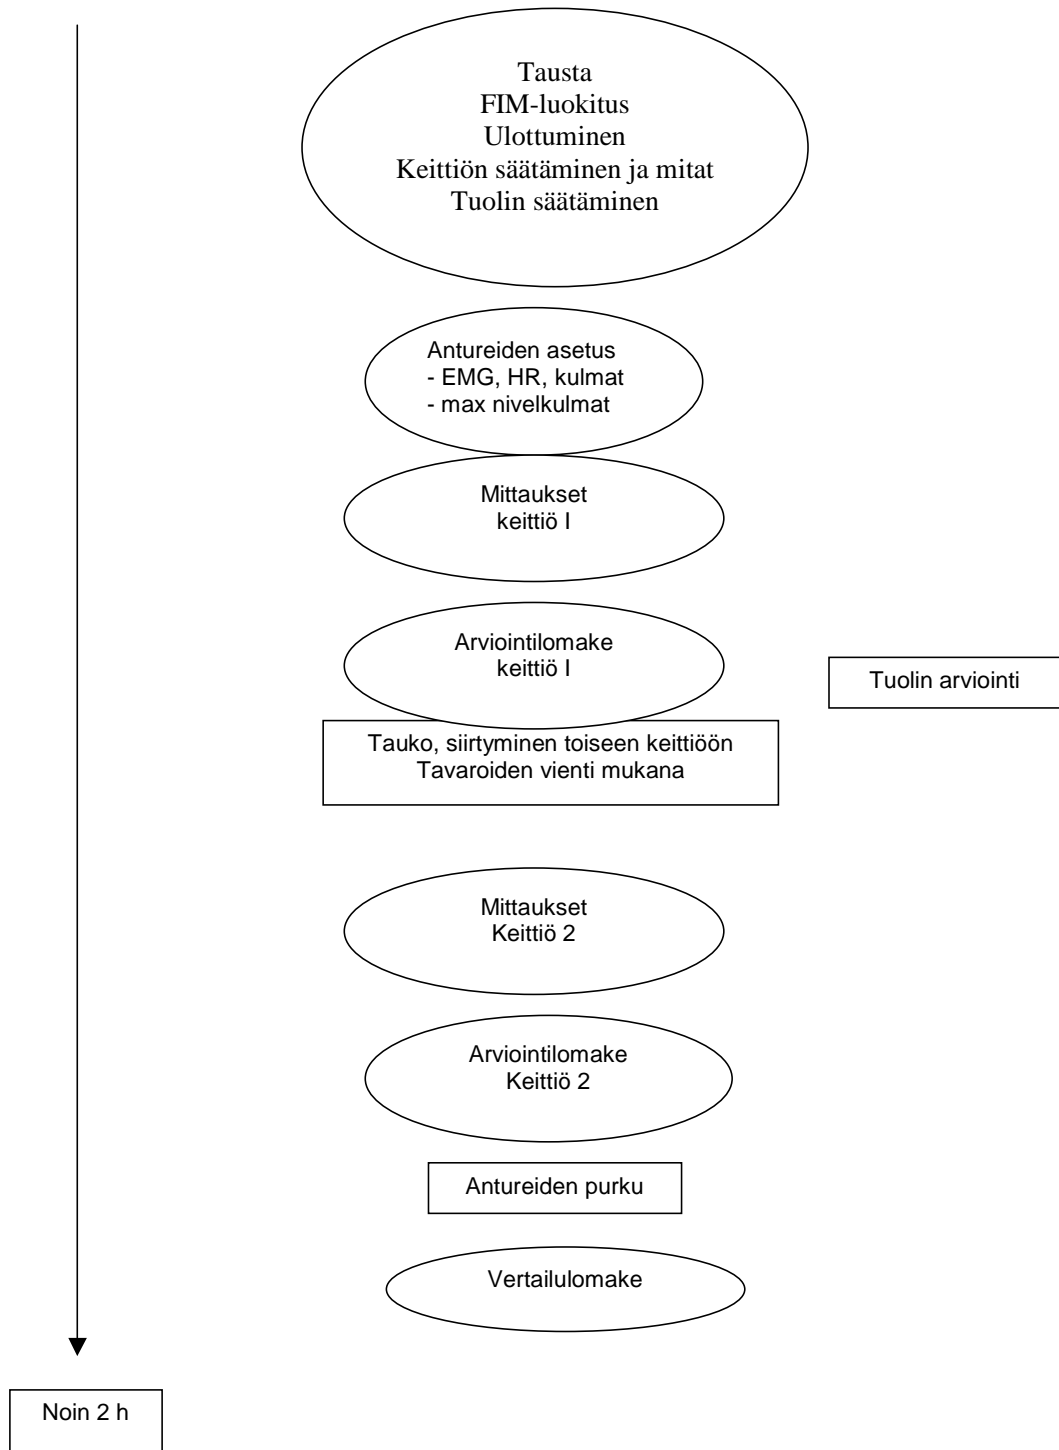 Tausta
FIM-luokitus
Ulottuminen
Keittiön säätäminen ja mitat
Tuolin säätäminen
Antureiden asetus
- EMG, HR, kulmat
- max nivelkulmat
Mittaukset
keittiö I
Arviointilomake
keittiö I
Tuolin arviointi
Tauko, siirtyminen toiseen keittiöön
Tavaroiden vienti mukana
Mittaukset
Keittiö 2
Arviointilomake
Keittiö 2
Antureiden purku
Vertailulomake
Noin 2 h